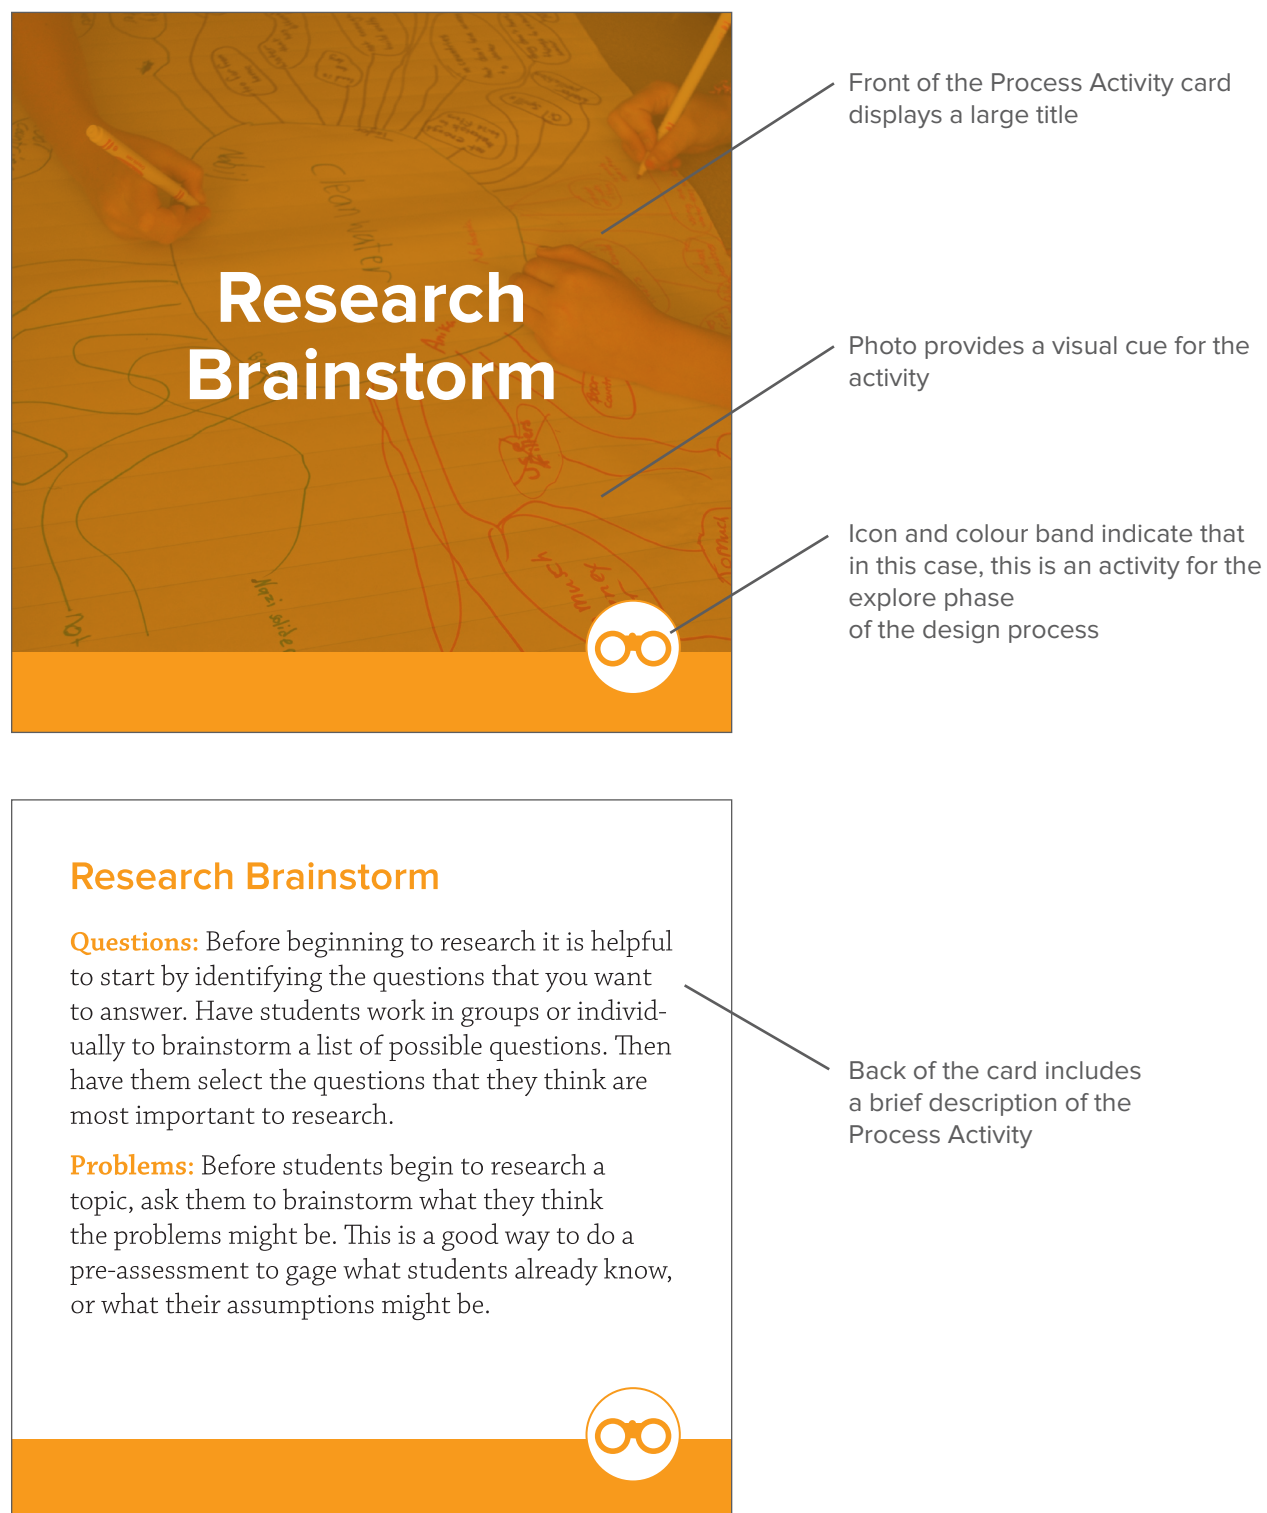 Clean water
Research
Brainstorm
Front of the Process Activity card
displays a large title
Photo provides a visual cue for the
activity
Icon and colour band indicate that
in this case, this is an activity for the
explore phase
of the design process
Research Brainstorm
Questions: Before beginning to research it is helpful
to start by identifying the questions that you want
to answer. Have students work in groups or individ-
ually to brainstorm a list of possible questions. Then
have them select the questions that they think are
most important to research.
Problems: Before students begin to research a
topic, ask them to brainstorm what they think
the problems might be. This is a good way to do a
pre-assessment to gage what students already know,
or what their assumptions might be.
Back of the card includes
a brief description of the
Process Activity